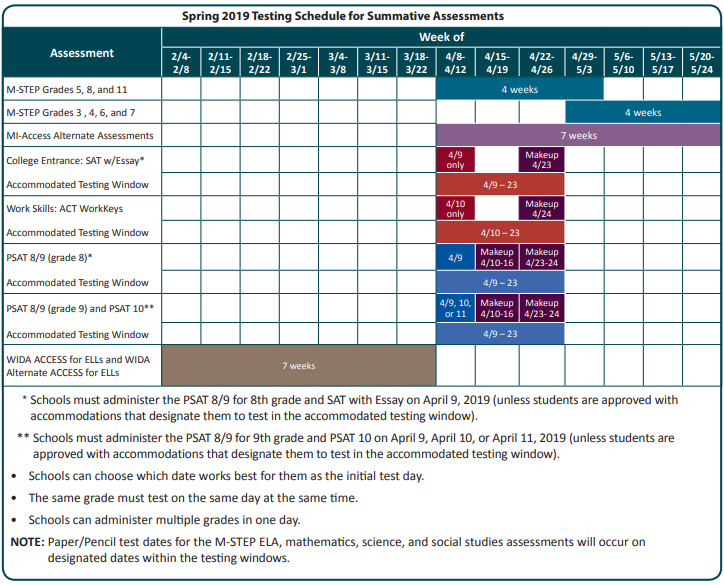 Spring 2019 Testing Schedule for Summative Assessments
Assessment
Week of
2/4-
2/8
2/11-
2/15
2/18-
2/22
2/25-
3/1
3/4-
3/8
3/11-
3/15
3/18-
3/22
4/8-
4/12
4/15-
4/19
4/22-
4/26
4/29-
5/3
5/6-
5/10
5/13-
5/17
5/20-
5/24
M-STEP Grades 5, 8, and 11
4 weeks
M-STEP Grades 3 , 4, 6, and 7
4 weeks
MI-Access Alternate Assessments
7 weeks
College Entrance: SAT w/Essay*
4/9
only
Makeup
4/23
Accommodated Testing Window
4/9 – 23
Work Skills: ACT WorkKeys
4/10
only
Makeup
4/24
Accommodated Testing Window
4/10 – 23
PSAT 8/9 (grade 8)*
4/9
Makeup
4/10-16
Makeup
4/23-24
Accommodated Testing Window
4/9 – 23
PSAT 8/9 (grade 9) and PSAT 10**
4/9, 10,
or 11
Makeup
4/10-16
Makeup
4/23- 24
Accommodated Testing Window
4/9 – 23
WIDA ACCESS for ELLs and WIDA
Alternate ACCESS for ELLs
7 weeks
* Schools must administer the PSAT 8/9 for 8th grade and SAT with Essay on April 9, 2019 (unless students are approved with
accommodations that designate them to test in the accommodated testing window).
** Schools must administer the PSAT 8/9 for 9th grade and PSAT 10 on April 9, April 10, or April 11, 2019 (unless students are
approved with accommodations that designate them to test in the accommodated testing window).
• Schools can choose which date works best for them as the initial test day.
• The same grade must test on the same day at the same time.
• Schools can administer multiple grades in one day.
NOTE: Paper/Pencil test dates for the M-STEP ELA, mathematics, science, and social studies assessments will occur on
designated dates within the testing windows.